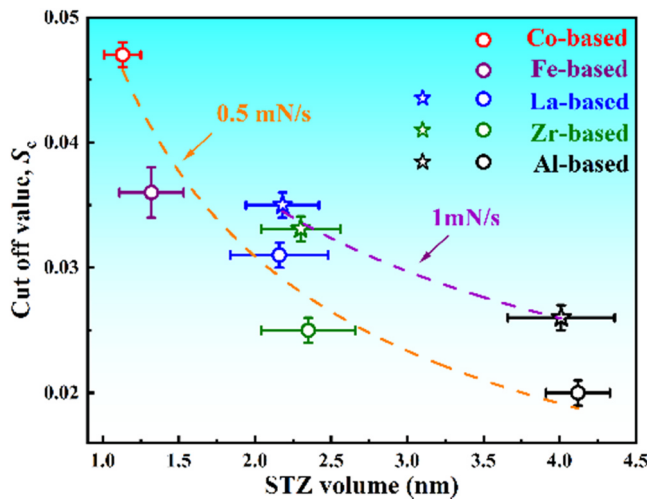 0.05
0.04
0.03
0.02
Cut off value, Sc
Co-based
Fe-based
La-based
Zr-based
Al-based
0.5 mN/s
1mN/s
1.0 1.5 2.0 2.5 3.0 3.5 4.0 4.5
STZ volume (nm)